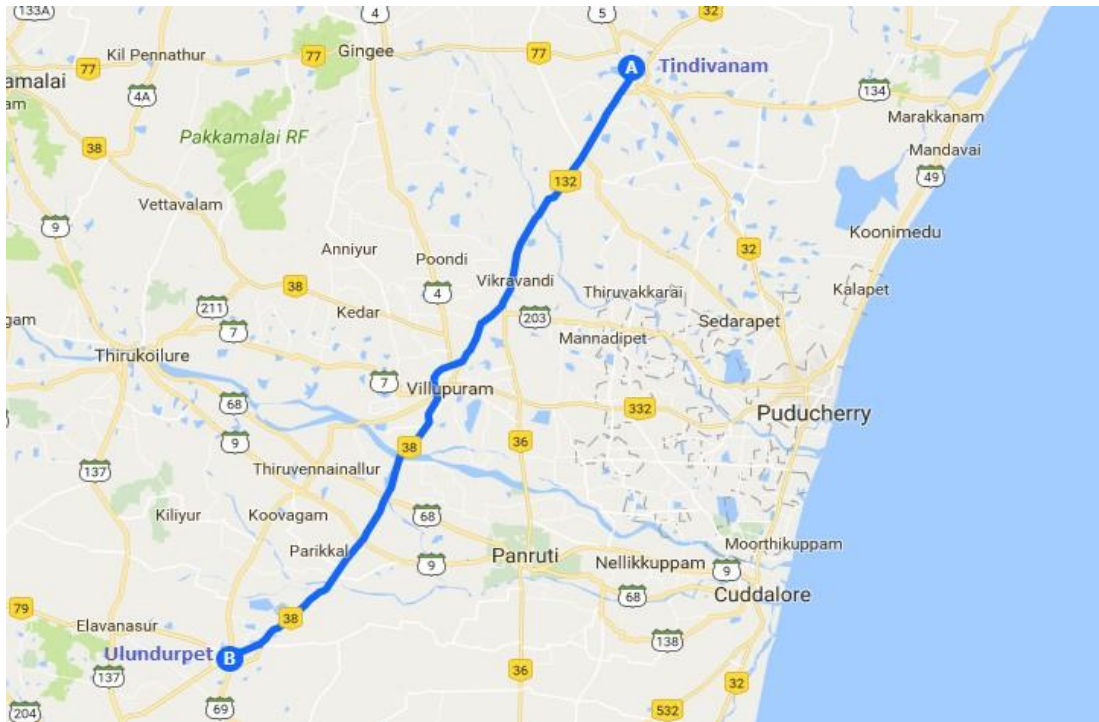 133A
4
5
32
Kil Pennathur
Gingee
77
77
77
A Tindivanam
amalai
4A
am
134
Marakkanam
Pakkamalai RF
38
Mandavai
132
49
Vettavalam
9
Koonimedu
Anniyur
32
Poondi
38
Vikravandi
Thiruvakkarai
Kalapet
4
211
Kedar
203
gam
7
Sedarapet
Mannadipet
Thirukoilure
7
Villupuram
68
332
Puducherry
9
38
36
137
Thiruvennainallur
Kiliyur
Koovagam
68
Parikkal
Moorthikuppam
Panruti
Nellikkuppam
9
9
68
Cuddalore
79
38
Elavanasur
138
Ulundurpet B
137
36
32
69
204
532